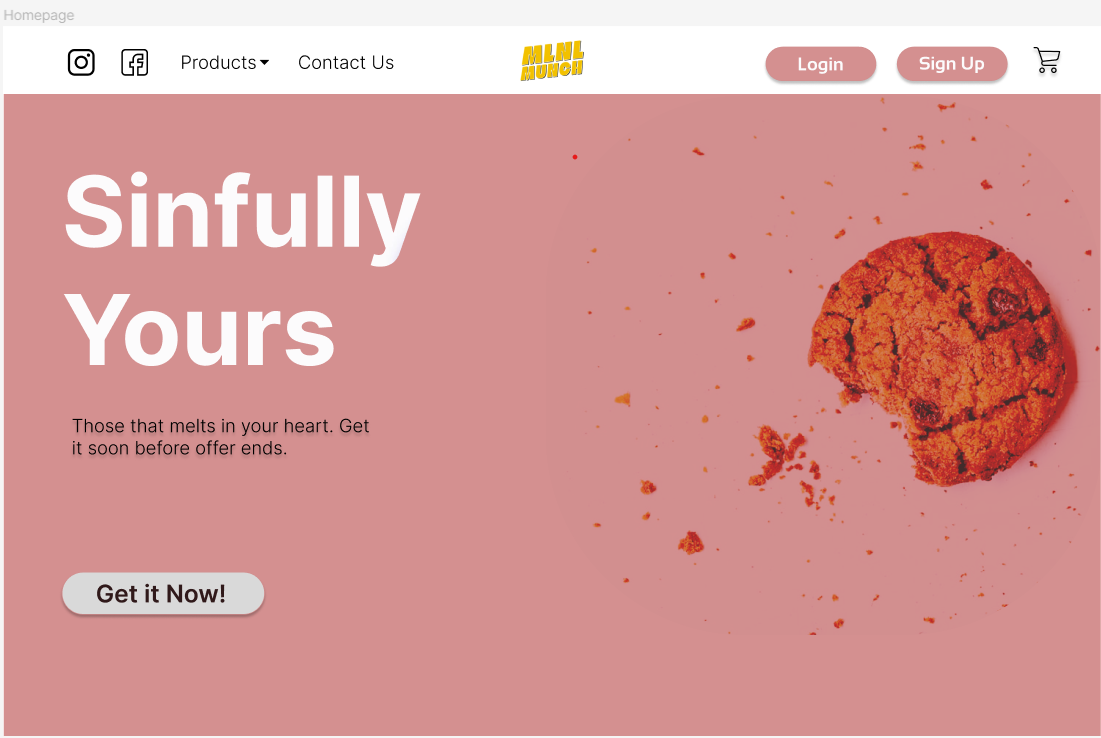 Homepage
Products
Contact Us
MLNL
MUNCH
Login
Sign Up
Sinfully
Yours
Those that melts in your heart. Get
it soon before offer ends.
Get it Now!